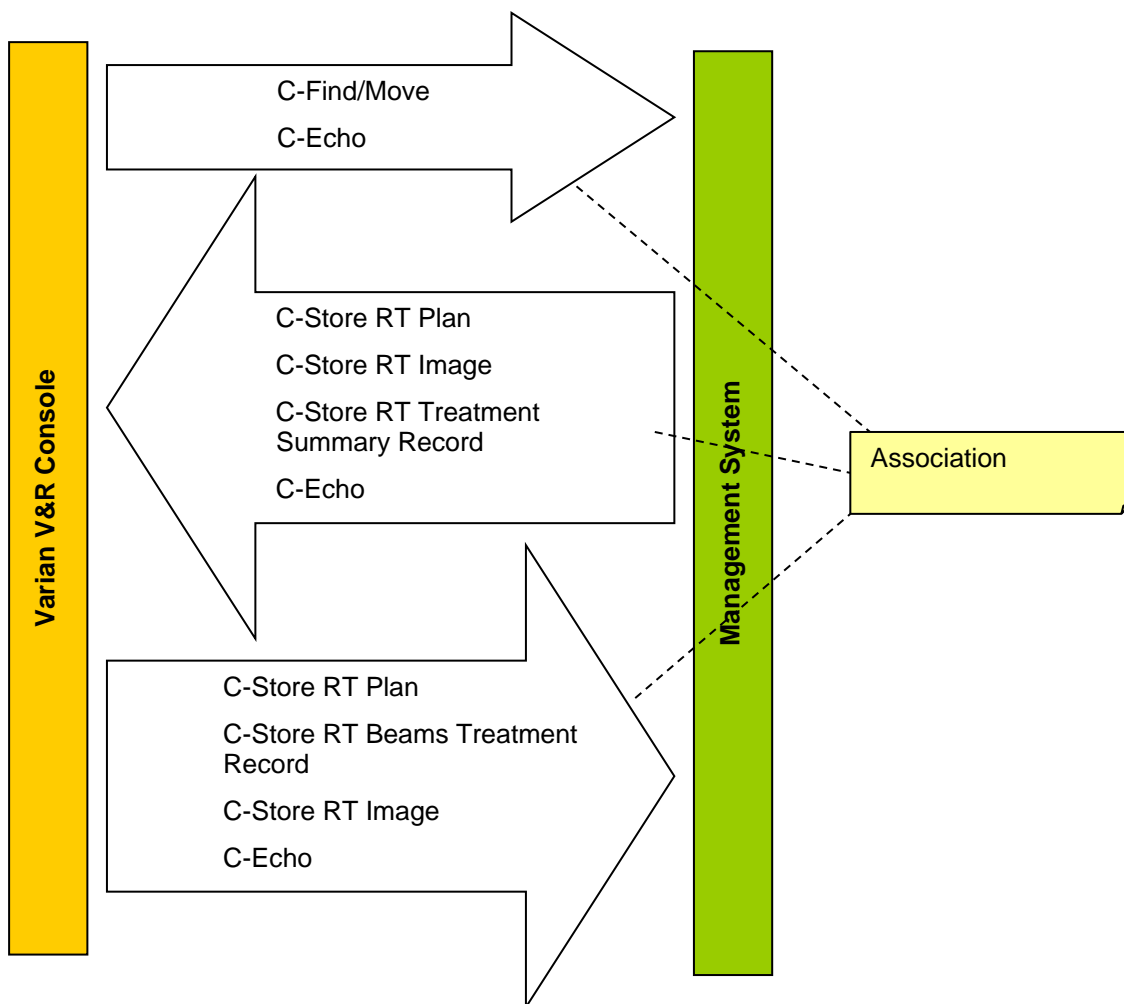 C-Find/Move
C-Echo
C-Store RT Plan
C-Store RT Image
C-Store RT Treatment
Summary Record
C-Echo
C-Store RT Plan
C-Store RT Beams Treatment
Record
C-Store RT Image
C-Echo
Varian V&R Console
Management System
Association